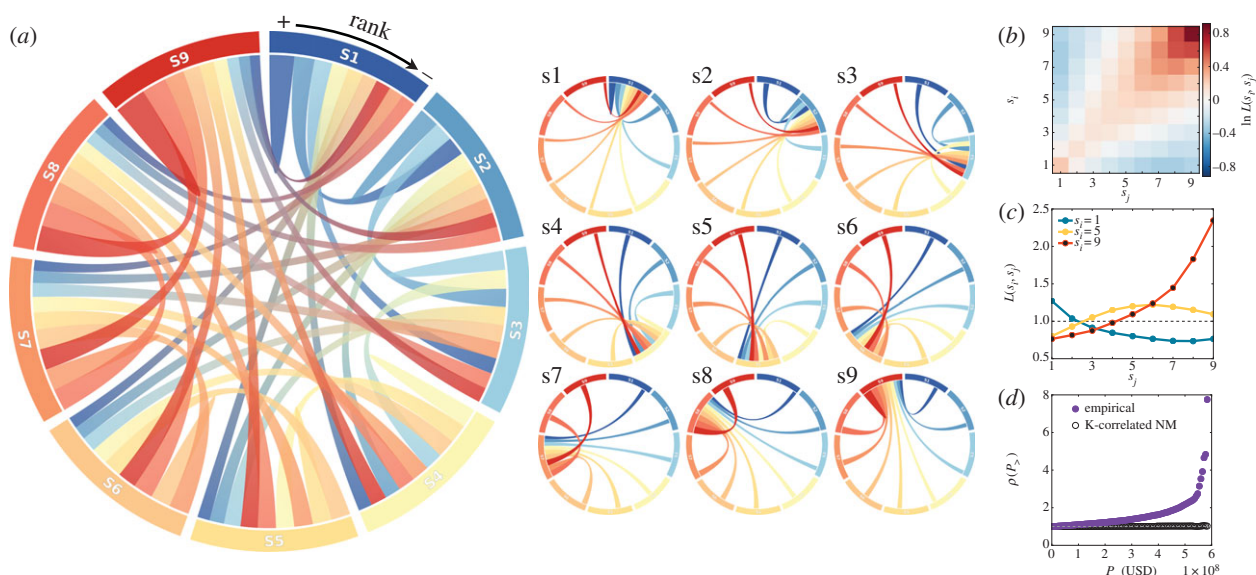 (a)
+ rank −
S1
S2
S3
S4
S5
S6
S7
S8
S9
s1
s2
s3
s4
s5
s6
s7
s8
s9
(b)
9
7
5
3
1
s_i
1 3 5 7 9
s_j
0.8
0.4
0
−0.4
−0.8
ln L(s_i, s_j)
(c)
2.5
2.0
1.5
1.0
0.5
L(s_i, s_j)
s_i = 1
s_i = 5
s_i = 9
1 3 5 7 9
s_j
(d)
8
6
4
2
0
ρ(P_>)
empirical
K-correlated NM
0 1 2 3 4 5 6
P (USD) 1 × 10^8